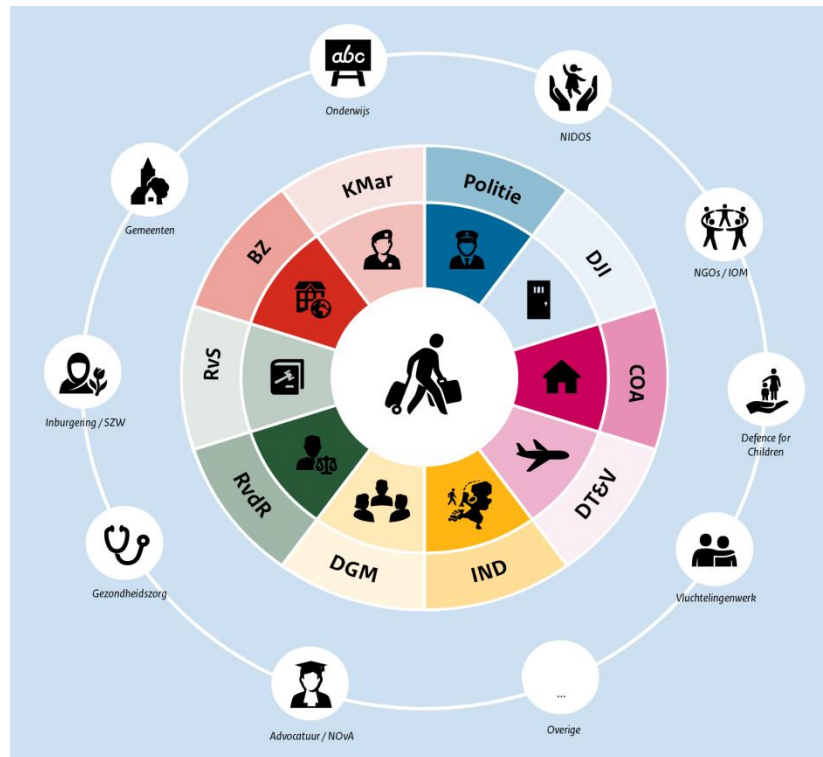 abc
Onderwijs
NIDOS
Gemeenten
NGOs / IOM
Inburgering / SZW
Defence for
Children
Gezondheidszorg
Vluchtelingenwerk
Advocatuur / NOvA
...
Overige
KMar
Politie
DJI
COA
DT&V
IND
DGM
RvdR
RvS
BZ